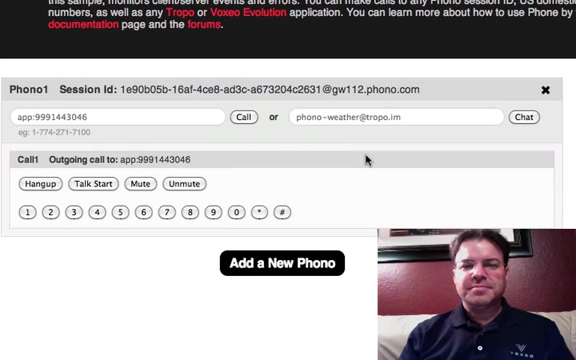 this sample, monitors client/server events and errors. You can make calls to any Phono session ID, US domesti
numbers, as well as any Tropo or Voxeo Evolution application. You can learn more about how to use Phone by
documentation page and the forums.
Phono1 Session Id: 1e90b05b-16af-4ce8-ad3c-a673204c2631@gw112.phono.com ✖
app:9991443046 Call or phono-weather@tropo.im Chat
eg: 1-774-271-7100
Call1 Outgoing call to: app:9991443046
Hangup Talk Start Mute Unmute
1 2 3 4 5 6 7 8 9 0 * #
Add a New Phono
VOXEO